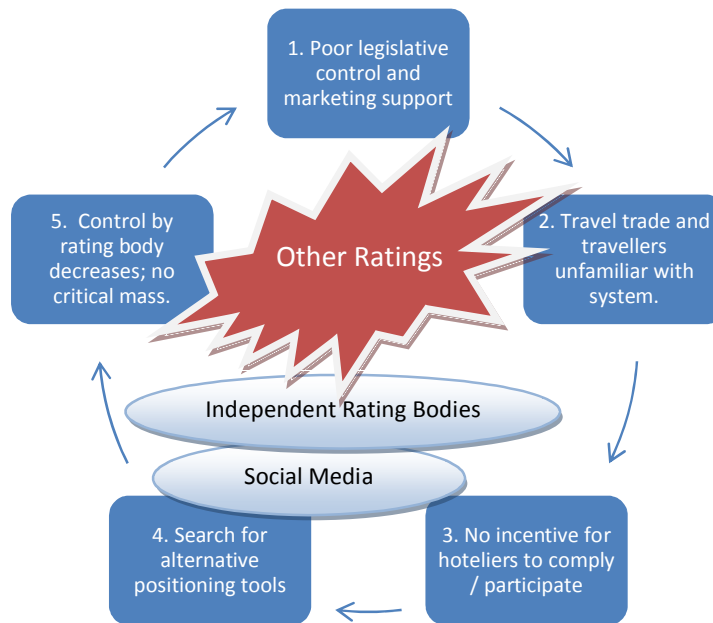 1. Poor legislative
control and
marketing support
2. Travel trade and
travellers
unfamiliar with
system.
3. No incentive for
hoteliers to comply
/ participate
4. Search for
alternative
positioning tools
5. Control by
rating body
decreases; no
critical mass.
Other Ratings
Independent Rating Bodies
Social Media